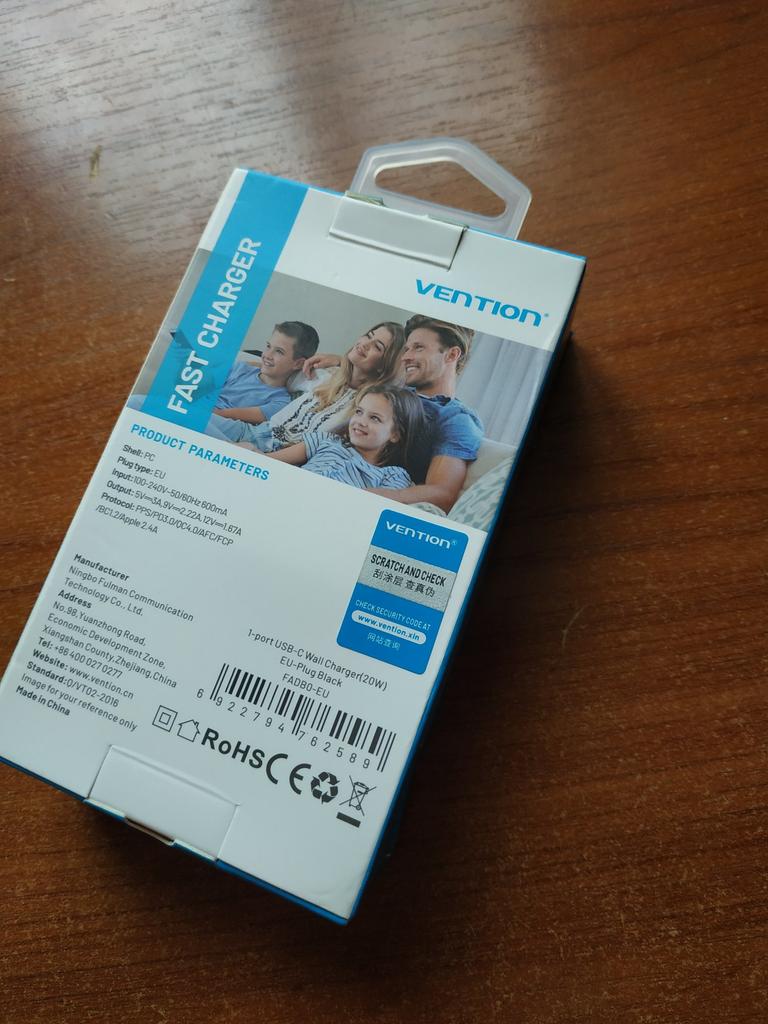 FAST CHARGER
VENTION®
PRODUCT PARAMETERS
Shell: PC
Plug type: EU
Input:100-240V~50/60Hz 600mA
Output: 5V⎓3A,9V⎓2.22A,12V⎓1.67A
Protocol: PPS/PD3.0/QC4.0/AFC/FCP
/BC1.2/Apple 2.4A
Manufacturer
Ningbo Fulman Communication
Technology Co., Ltd.
Address
No.98, Yuanzhong Road,
Economic Development Zone,
Xiangshan County, Zhejiang, China
Tel: +86 400 027 0277
Website: www.vention.cn
Standard:Q/VT02-2016
Image for your reference only
Made in China
VENTION®
SCRATCH AND CHECK
刮涂层 查真伪
CHECK SECURITY CODE AT
www.vention.xin
网站查询
1-port USB-C Wall Charger(20W)
EU-Plug Black
FADB0-EU
6 922794 762589
RoHS CE